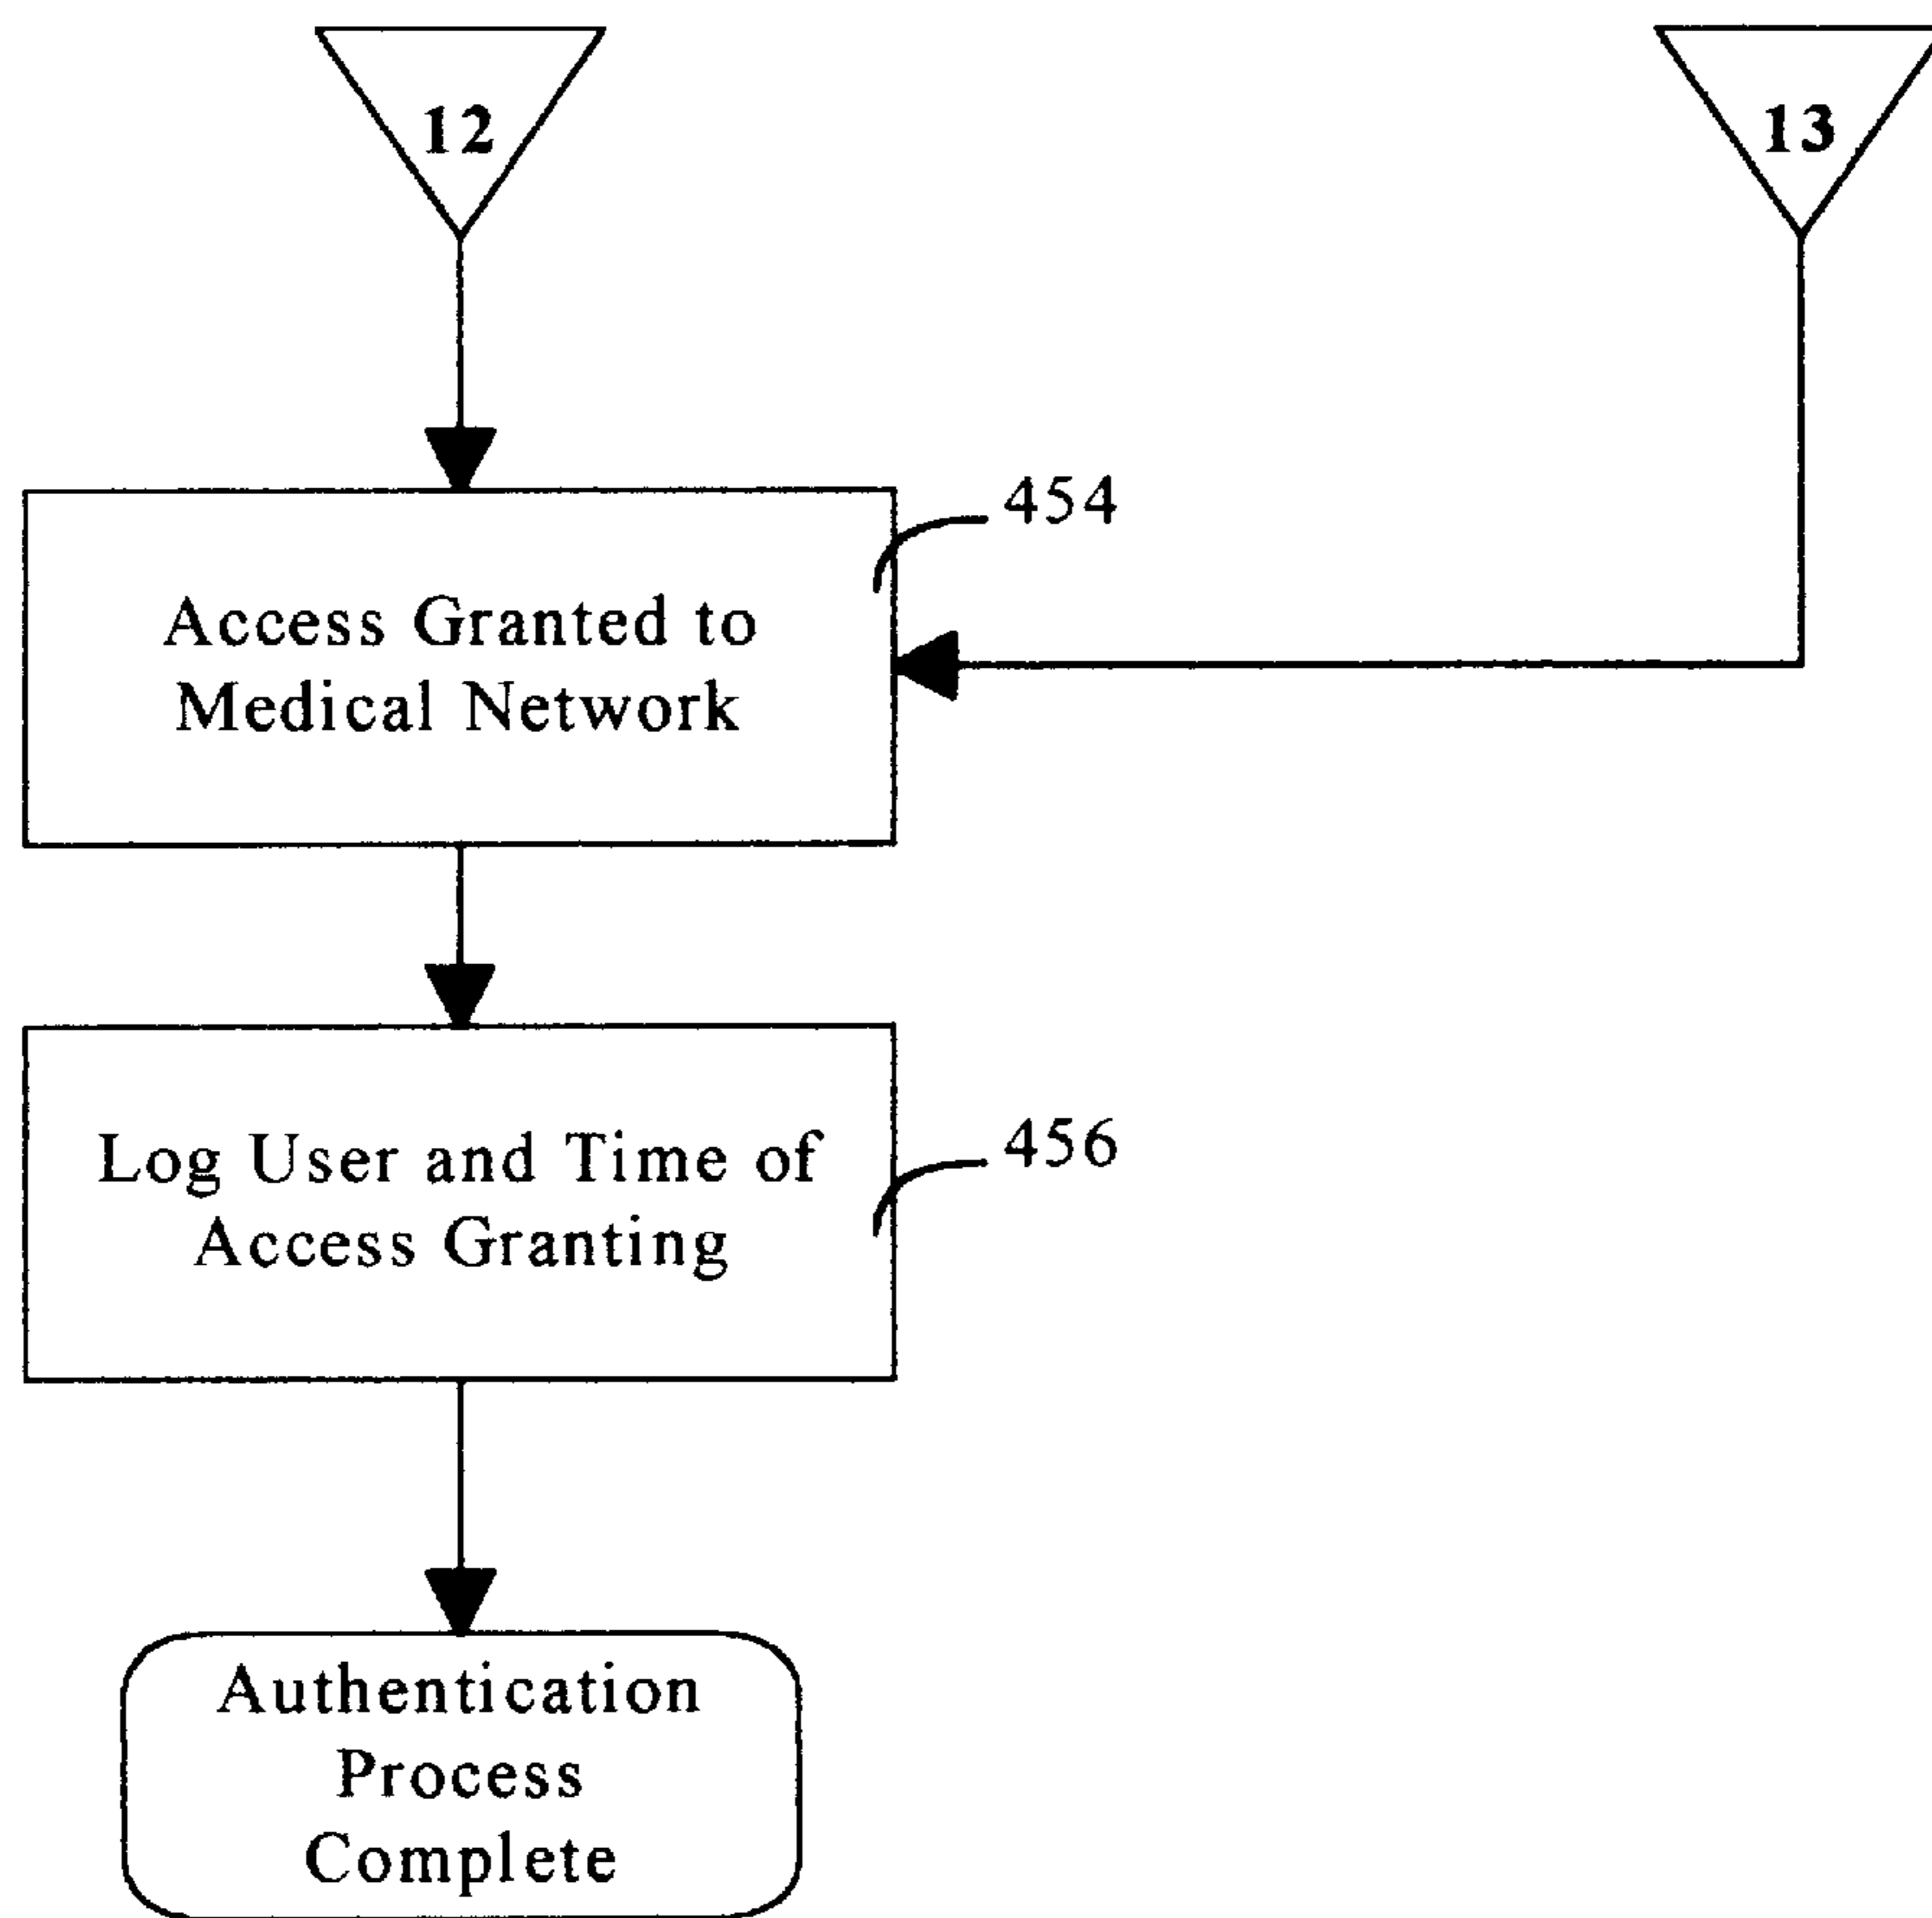 12
13
454
Access Granted to
Medical Network
456
Log User and Time of
Access Granting
Authentication
Process
Complete